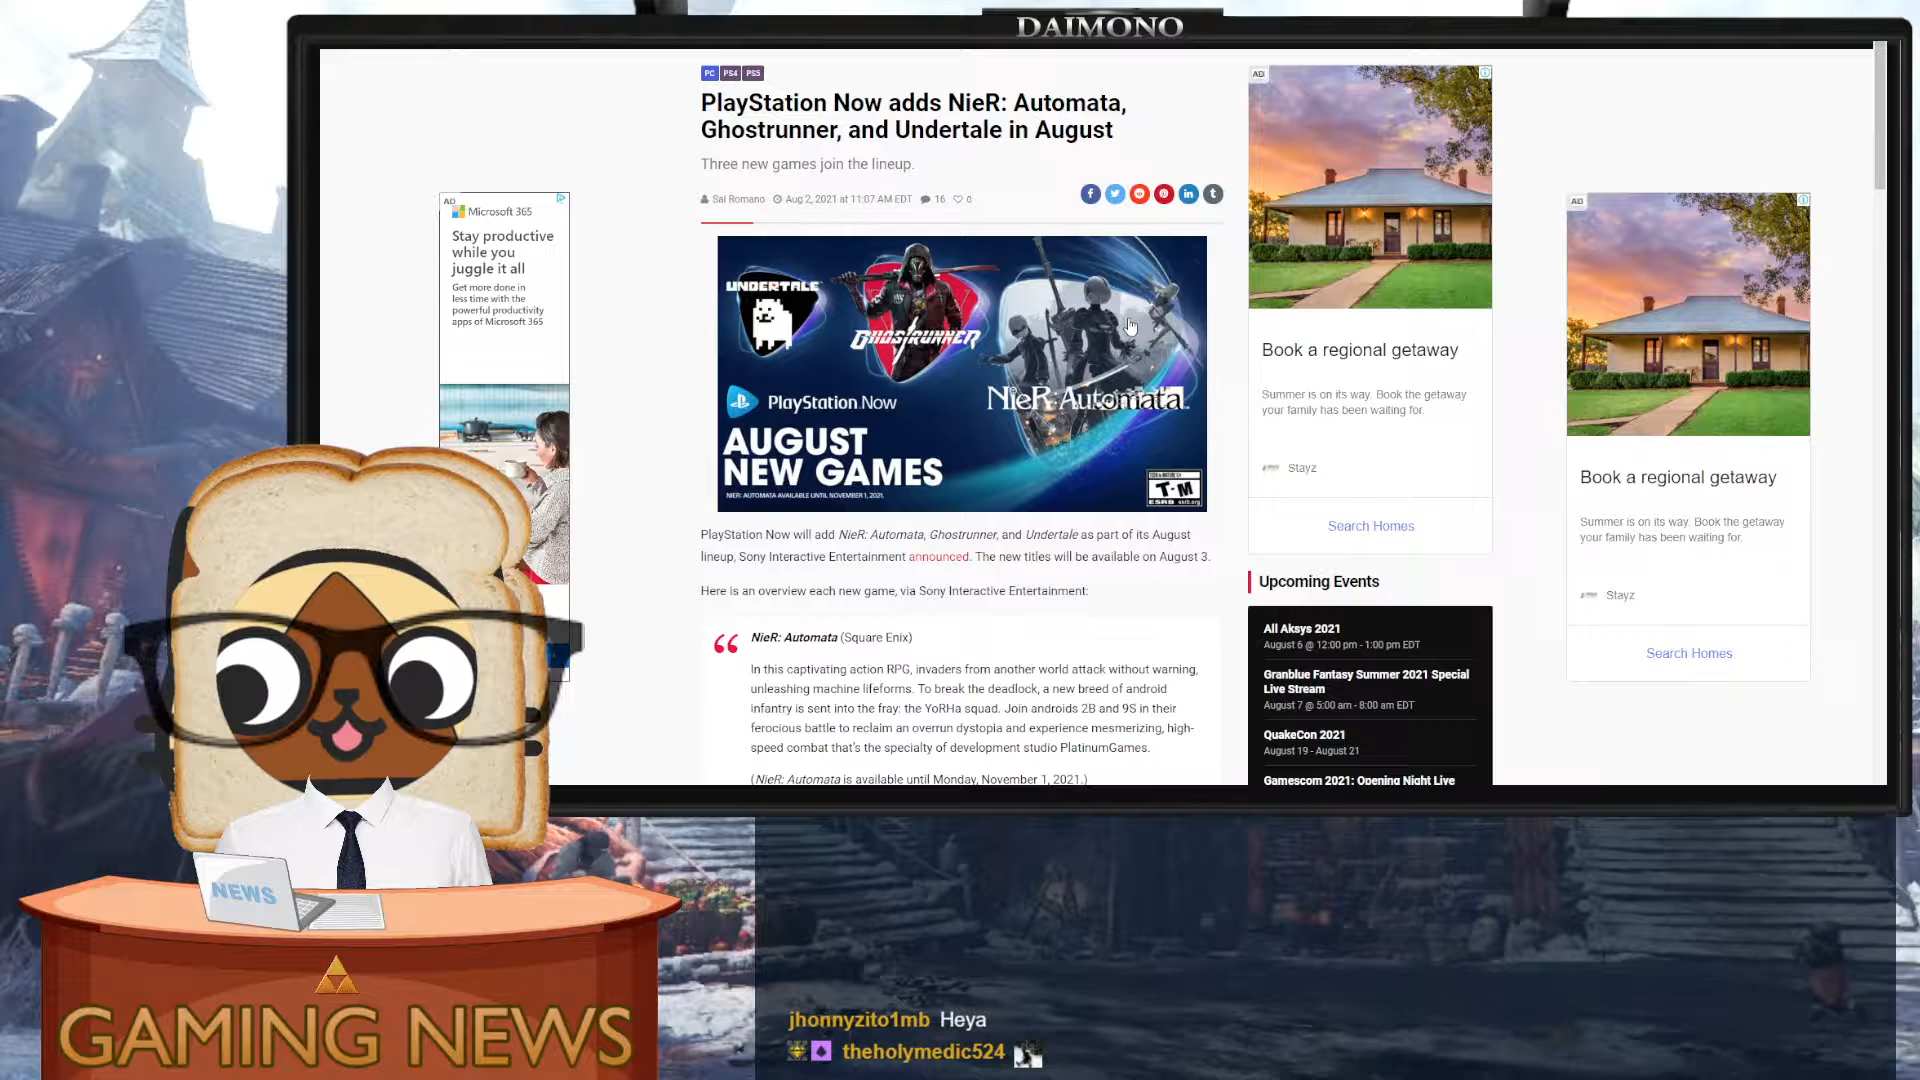 DAIMONO
PC PS4 PS5
PlayStation Now adds NieR: Automata,
Ghostrunner, and Undertale in August
Three new games join the lineup.
Sal Romano Aug 2, 2021 at 11:07 AM EDT 16 0
UNDERTALE
GHOSTRUNNER
NieR:Automata
PlayStation Now
AUGUST
NEW GAMES
NIER: AUTOMATA AVAILABLE UNTIL NOVEMBER 1, 2021.
T-M
ESRB esrb.org
PlayStation Now will add NieR: Automata, Ghostrunner, and Undertale as part of its August
lineup, Sony Interactive Entertainment announced. The new titles will be available on August 3.
Here is an overview each new game, via Sony Interactive Entertainment:
NieR: Automata (Square Enix)
In this captivating action RPG, invaders from another world attack without warning,
unleashing machine lifeforms. To break the deadlock, a new breed of android
infantry is sent into the fray: the YoRHa squad. Join androids 2B and 9S in their
ferocious battle to reclaim an overrun dystopia and experience mesmerizing, high-
speed combat that's the specialty of development studio PlatinumGames.
(NieR: Automata is available until Monday, November 1, 2021.)
AD
Microsoft 365
Stay productive
while you
juggle it all
Get more done in
less time with the
powerful productivity
apps of Microsoft 365
AD
Book a regional getaway
Summer is on its way. Book the getaway
your family has been waiting for.
Stayz
Search Homes
Upcoming Events
All Aksys 2021
August 6 @ 12:00 pm - 1:00 pm EDT
Granblue Fantasy Summer 2021 Special
Live Stream
August 7 @ 5:00 am - 8:00 am EDT
QuakeCon 2021
August 19 - August 21
Gamescom 2021: Opening Night Live
AD
Book a regional getaway
Summer is on its way. Book the getaway
your family has been waiting for.
Stayz
Search Homes
NEWS
GAMING NEWS
jhonnyzito1mb Heya
theholymedic524